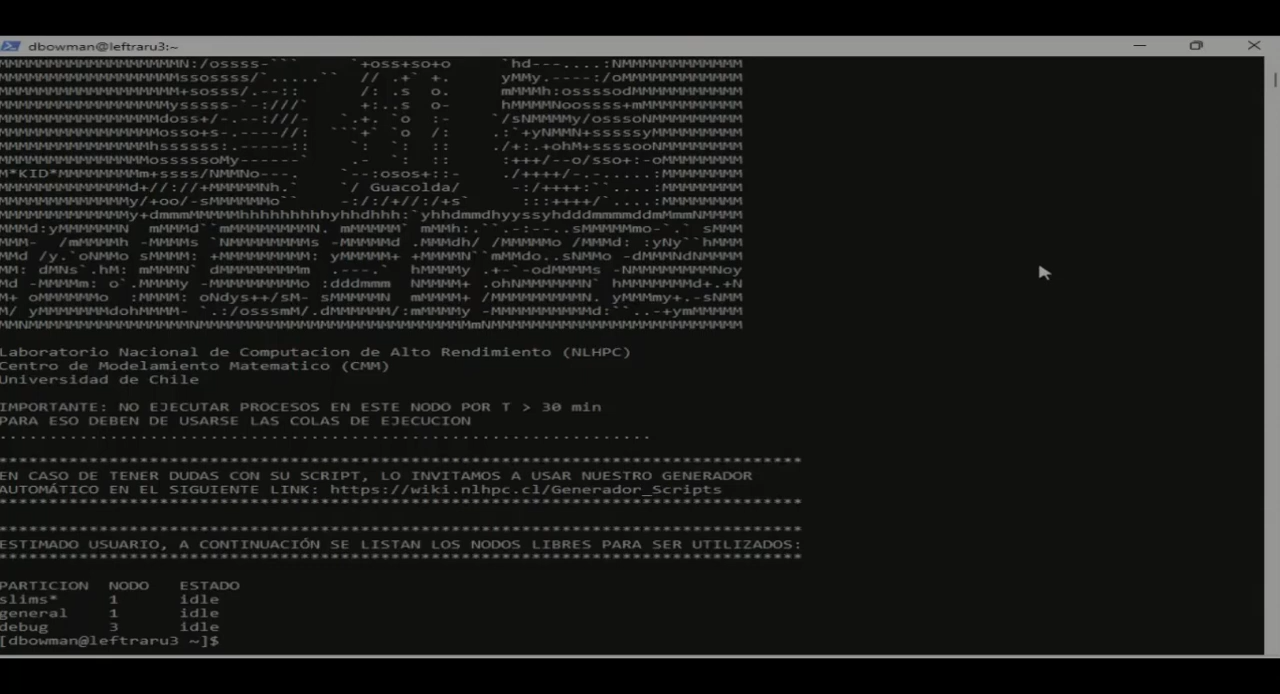 dbowman@leftraru3:~
M*KID*
Guacolda/
Laboratorio Nacional de Computacion de Alto Rendimiento (NLHPC)
Centro de Modelamiento Matematico (CMM)
Universidad de Chile
IMPORTANTE: NO EJECUTAR PROCESOS EN ESTE NODO POR T > 30 min
PARA ESO DEBEN DE USARSE LAS COLAS DE EJECUCION
EN CASO DE TENER DUDAS CON SU SCRIPT, LO INVITAMOS A USAR NUESTRO GENERADOR
AUTOMÁTICO EN EL SIGUIENTE LINK: https://wiki.nlhpc.cl/Generador_Scripts
ESTIMADO USUARIO, A CONTINUACIÓN SE LISTAN LOS NODOS LIBRES PARA SER UTILIZADOS:
PARTICION NODO ESTADO
slims* 1 idle
general 1 idle
debug 3 idle
[dbowman@leftraru3 ~]$